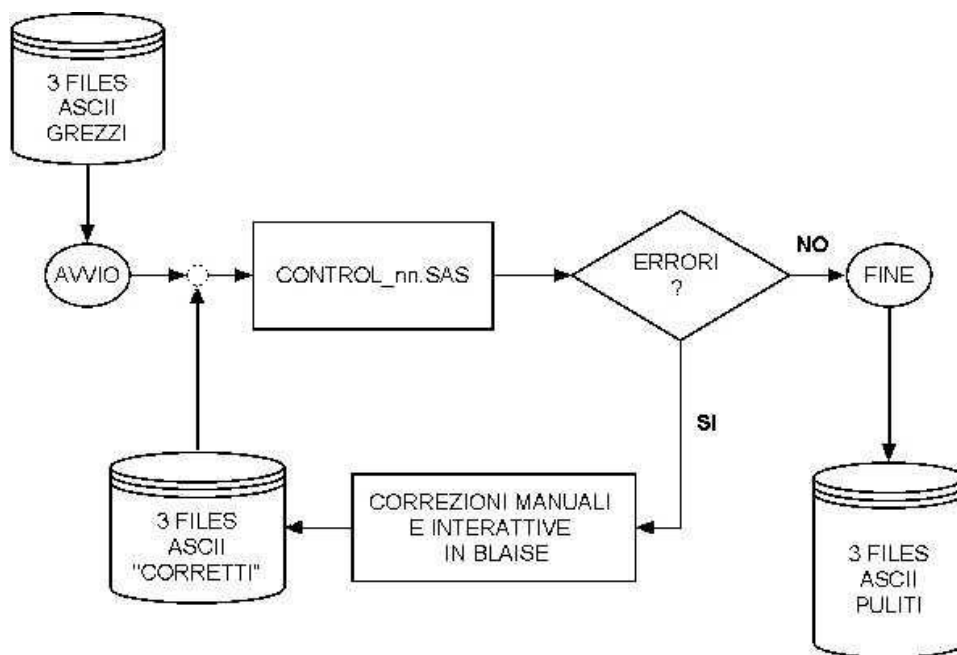 3 FILES
ASCII
GREZZI
AVVIO
CONTROL_nn.SAS
ERRORI
?
NO
FINE
SI
CORREZIONI MANUALI
E INTERATTIVE
IN BLAISE
3 FILES
ASCII
"CORRETTI"
3 FILES
ASCII
PULITI